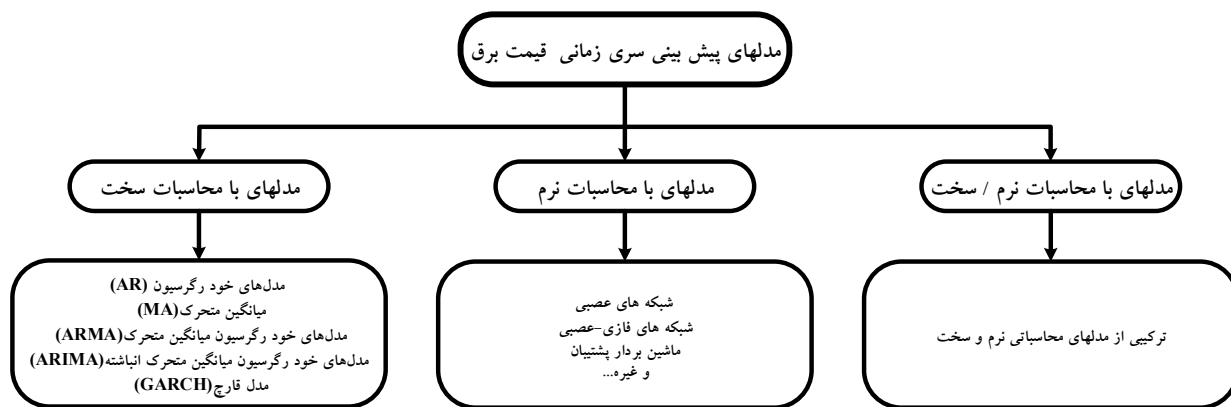 مدلهای پیش بینی سری زمانی قیمت برق
مدلهای با محاسبات نرم / سخت
مدلهای با محاسبات نرم
مدلهای با محاسبات سخت
ترکیبی از مدلهای محاسباتی نرم و سخت
شبکه های عصبی
شبکه های فازی-عصبی
ماشین بردار پشتیبان
و غیره...
مدل‌های خود رگرسیون (AR)
میانگین متحرک(MA)
مدل‌های خود رگرسیون میانگین متحرک(ARMA)
مدل‌های خود رگرسیون میانگین متحرک انباشته(ARIMA)
مدل قارچ(GARCH)